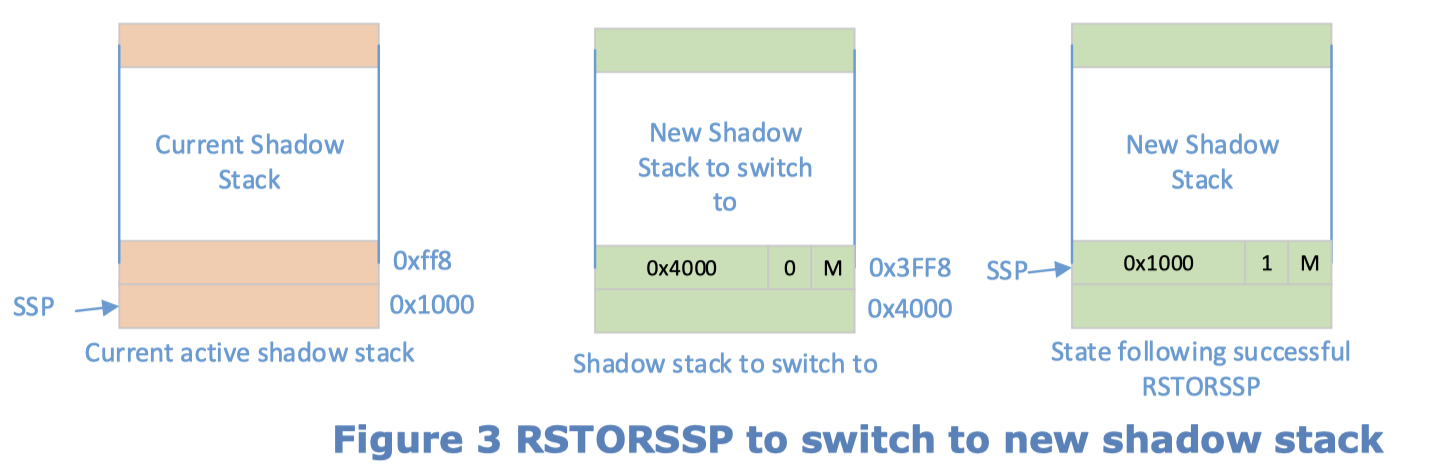 Current Shadow
Stack
0xff8
SSP
0x1000
Current active shadow stack
New Shadow
Stack to switch
to
0x4000 0 M
0x3FF8
0x4000
Shadow stack to switch to
New Shadow
Stack
SSP
0x1000 1 M
State following successful
RSTORSSP
Figure 3 RSTORSSP to switch to new shadow stack